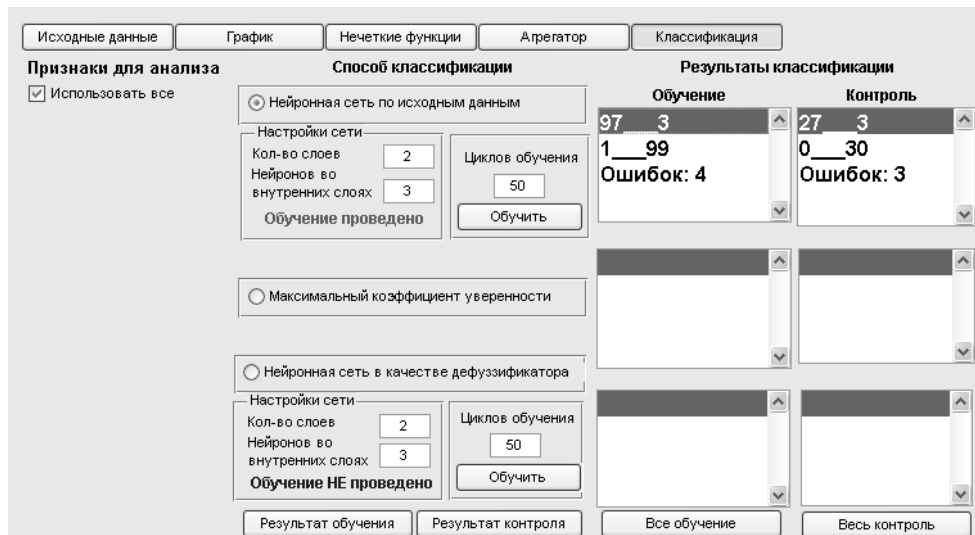 Исходные данные График Нечеткие функции Агрегатор Классификация
Признаки для анализа Способ классификации Результаты классификации
Использовать все
Нейронная сеть по исходным данным
Обучение Контроль
97___3 27___3
1___99 0___30
Ошибок: 4 Ошибок: 3
Настройки сети
Кол-во слоев 2
Нейронов во
внутренних слоях 3
Обучение проведено
Циклов обучения
50
Обучить
Максимальный коэффициент уверенности
Нейронная сеть в качестве дефуззификатора
Настройки сети
Кол-во слоев 2
Нейронов во
внутренних слоях 3
Обучение НЕ проведено
Циклов обучения
50
Обучить
Результат обучения Результат контроля Все обучение Весь контроль